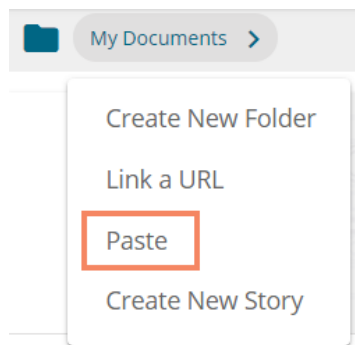 My Documents
Create New Folder
Link a URL
Paste
Create New Story